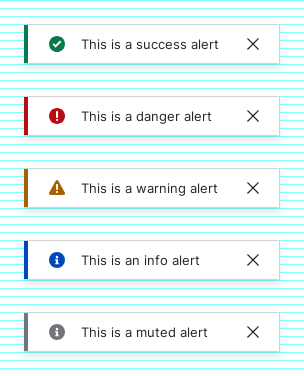 This is a success alert
This is a danger alert
This is a warning alert
This is an info alert
This is a muted alert